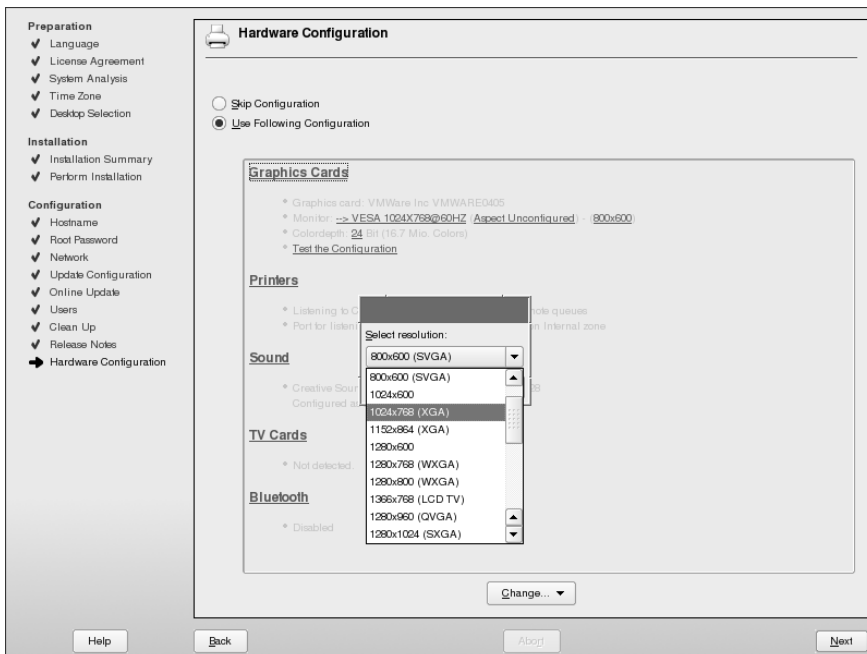 Preparation
Language
License Agreement
System Analysis
Time Zone
Desktop Selection
Installation
Installation Summary
Perform Installation
Configuration
Hostname
Root Password
Network
Update Configuration
Online Update
Users
Clean Up
Release Notes
Hardware Configuration
Hardware Configuration
Skip Configuration
Use Following Configuration
Graphics Cards
Graphics card: VMWare Inc VMWARE0405
Monitor: --> VESA 1024X768@60HZ (Aspect Unconfigured) - (800x600)
Colordepth: 24 Bit (16.7 Mio. Colors)
Test the Configuration
Printers
Listening to queues
Port for in Internal zone
Sound
Creative
Configured
TV Cards
Not detected.
Bluetooth
Disabled
Select resolution:
800x600 (SVGA)
800x600 (SVGA)
1024x600
1024x768 (XGA)
1152x864 (XGA)
1280x600
1280x768 (WXGA)
1280x800 (WXGA)
1366x768 (LCD TV)
1280x960 (QVGA)
1280x1024 (SXGA)
Change...
Help
Back
Abort
Next